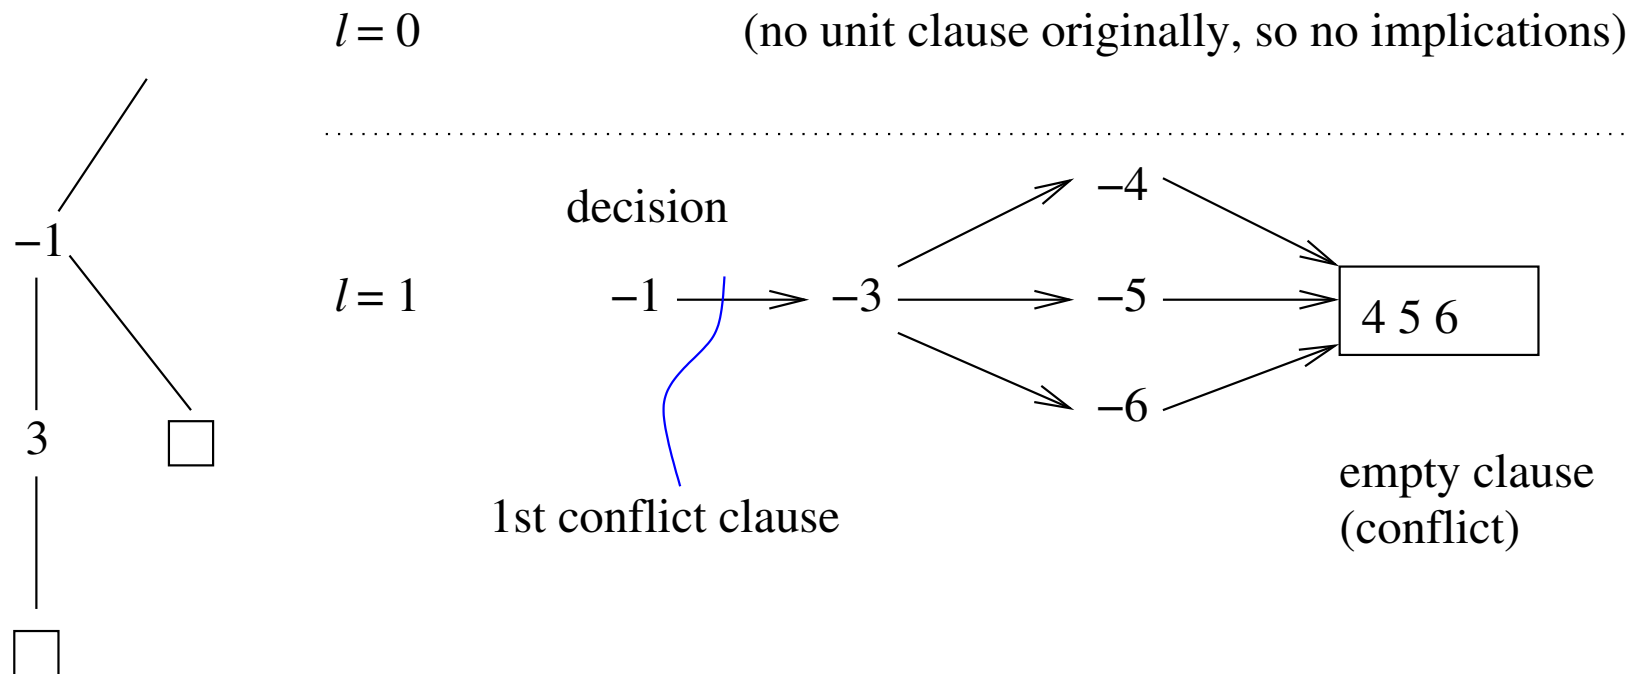 l = 0 (no unit clause originally, so no implications)
−4
decision
−1
l = 1 −1 −3 −5 4 5 6
−6
3
empty clause
1st conflict clause
(conflict)